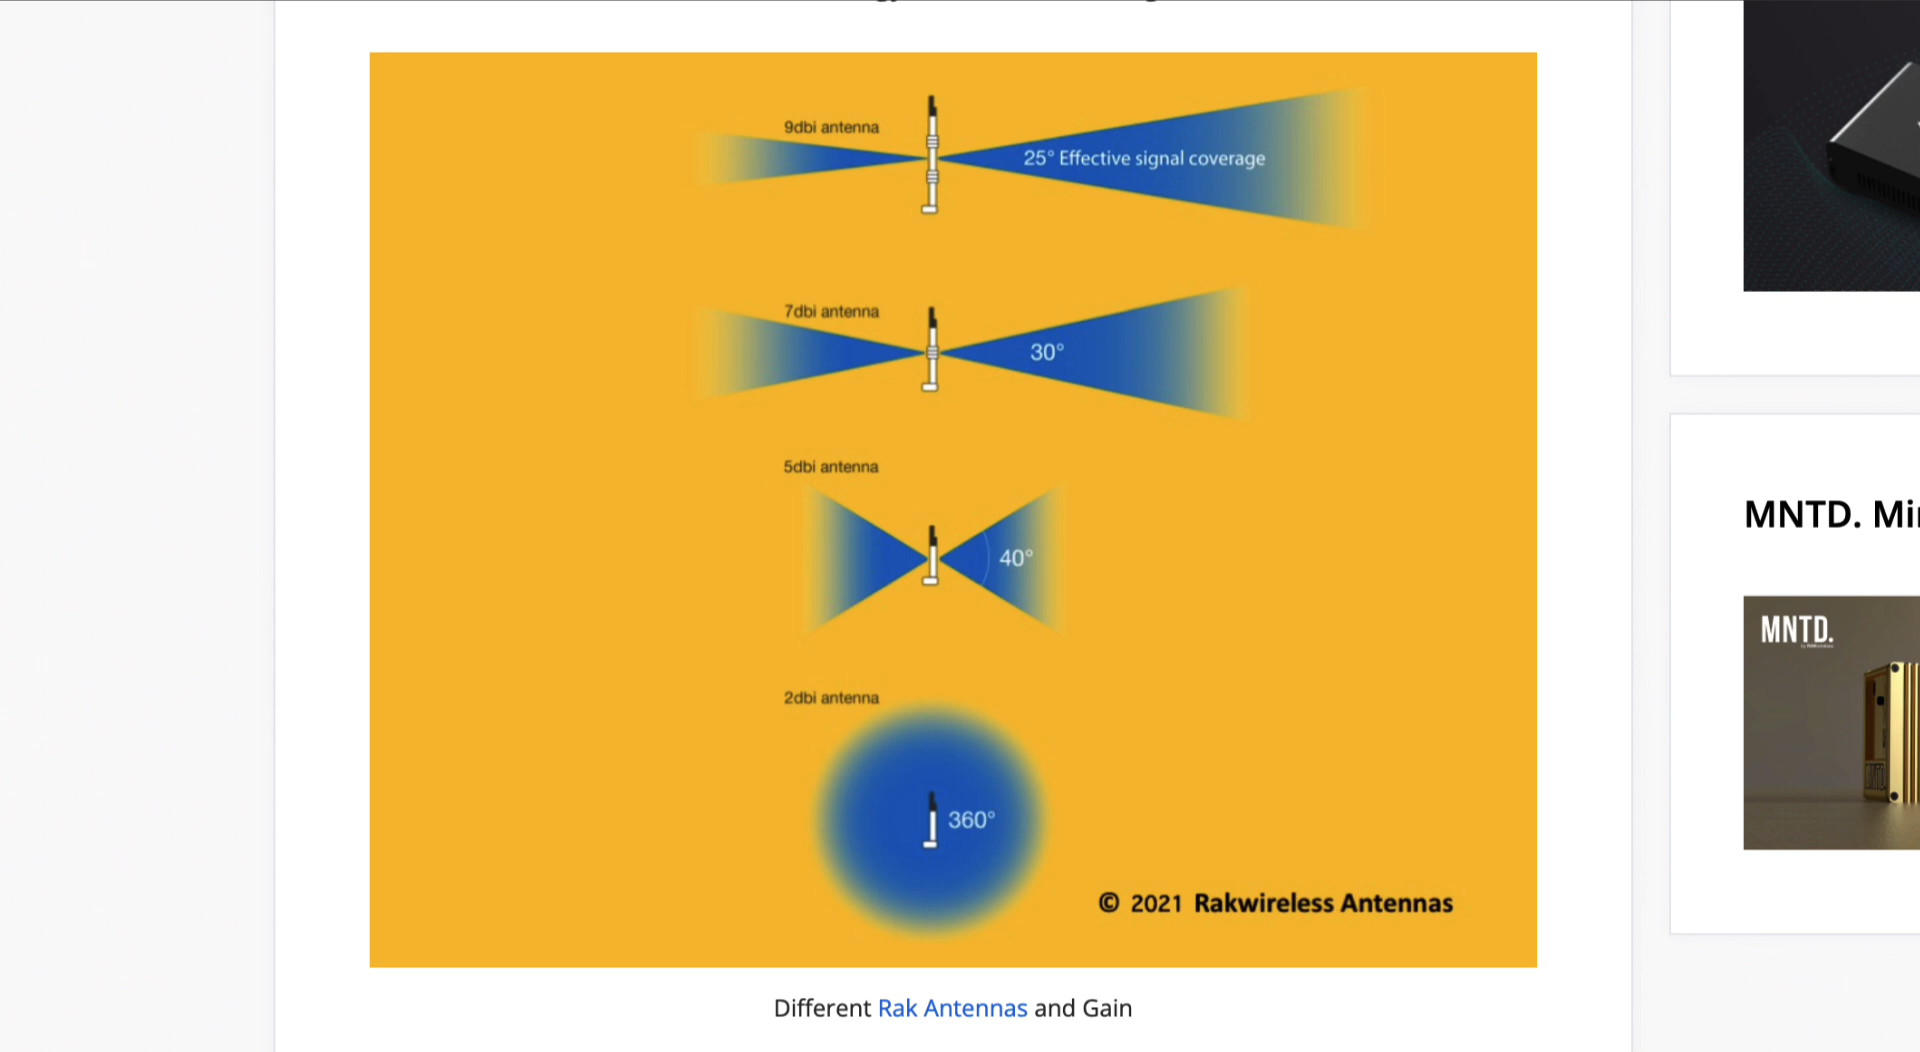 9dbi antenna
25° Effective signal coverage
7dbi antenna
30°
5dbi antenna
40°
2dbi antenna
360°
© 2021 Rakwireless Antennas
Different Rak Antennas and Gain
MNTD. Mi
MNTD.